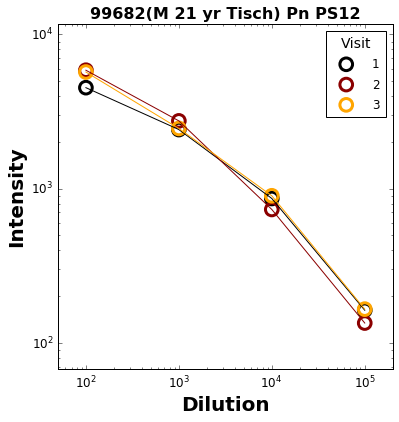 99682(M 21 yr Tisch) Pn PS12
Visit
1
2
3
Intensity
10^4
10^3
10^2
10^2 10^3 10^4 10^5
Dilution